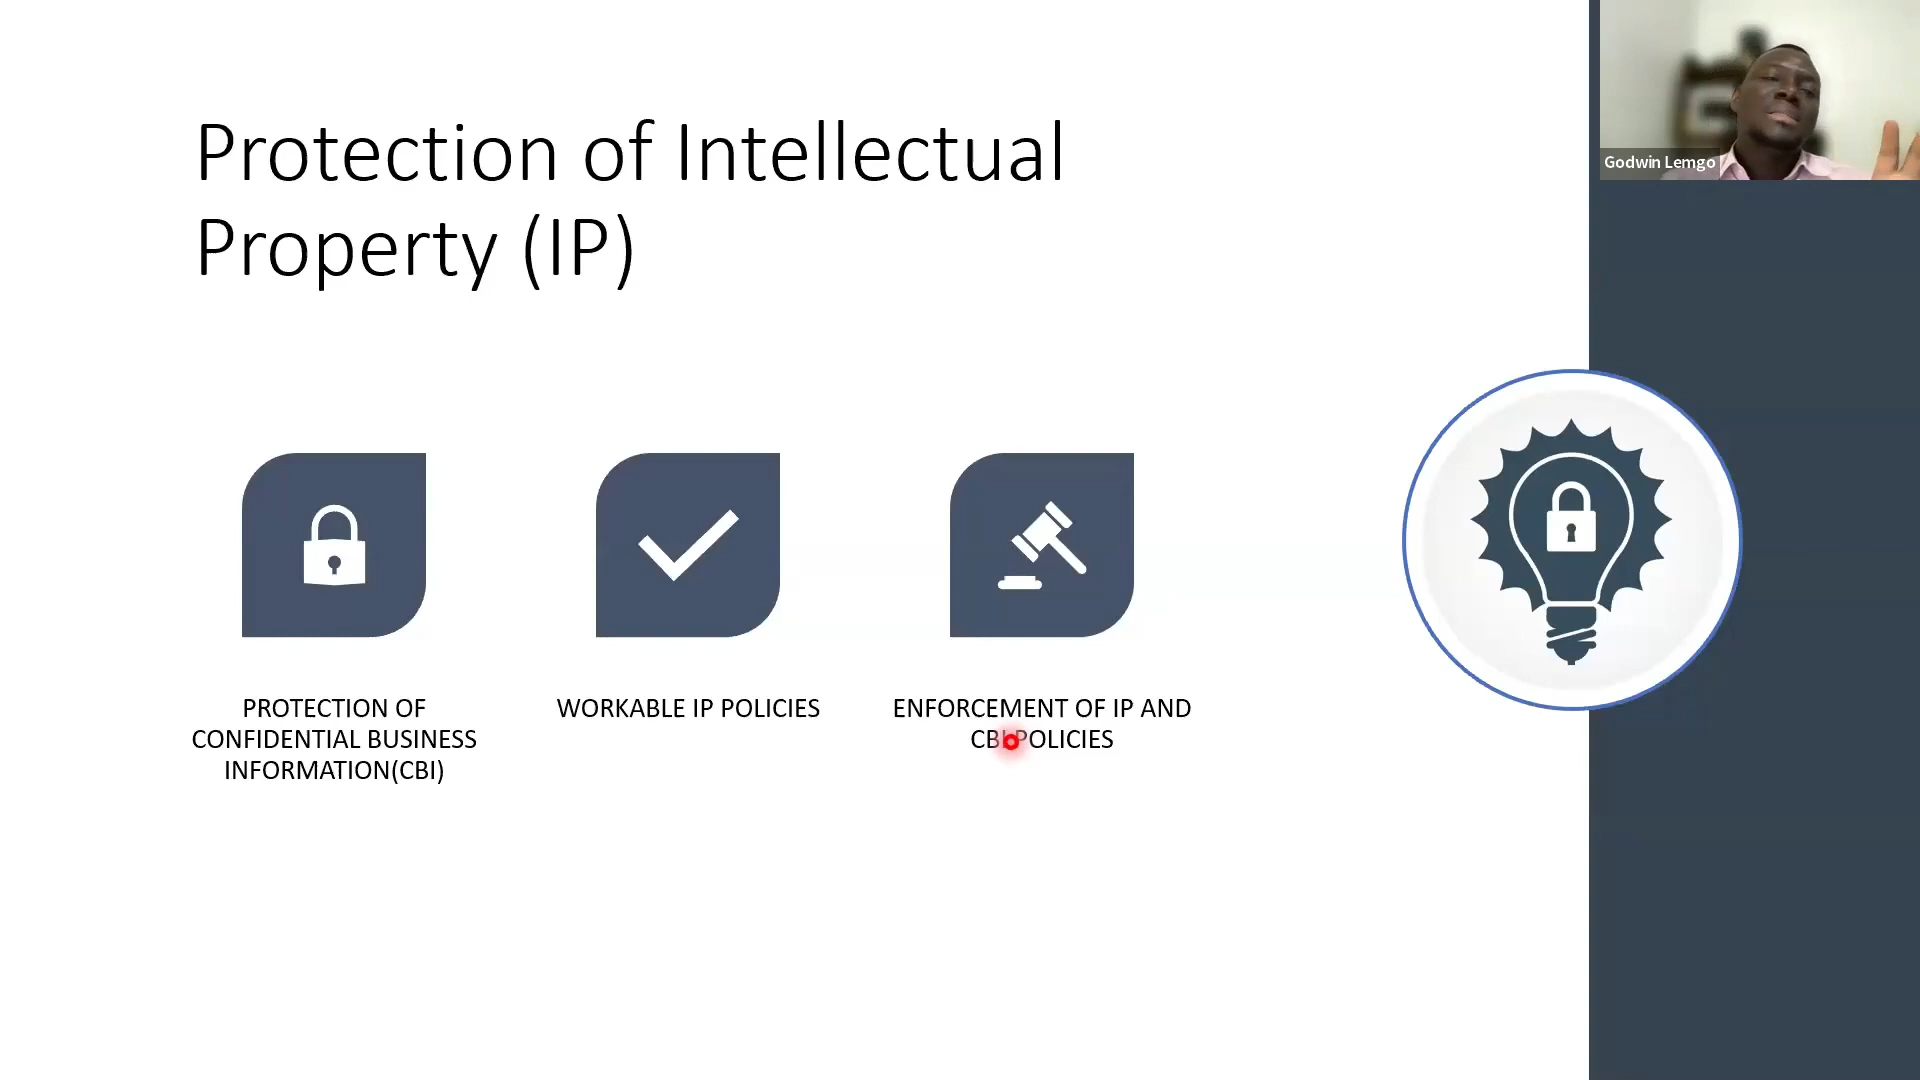 Protection of Intellectual
Property (IP)
PROTECTION OF
CONFIDENTIAL BUSINESS
INFORMATION(CBI)
WORKABLE IP POLICIES
ENFORCEMENT OF IP AND
CBI POLICIES
Godwin Lemgo